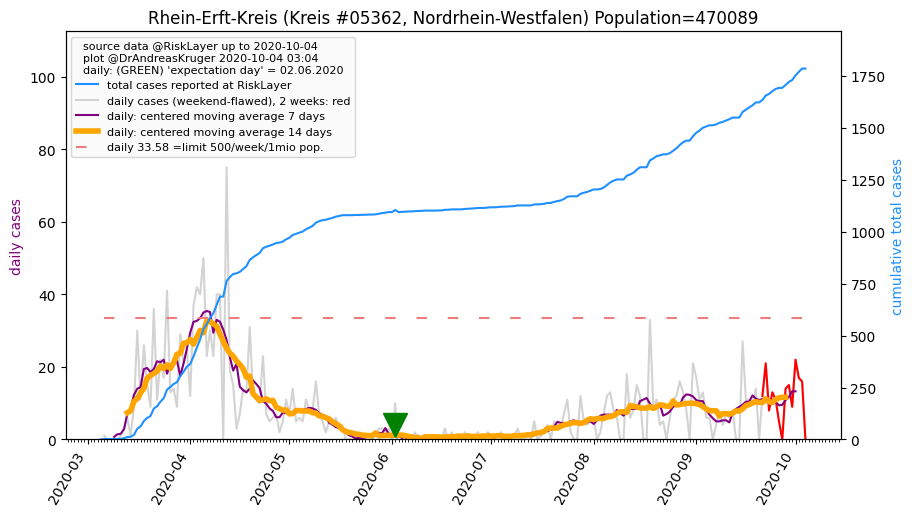 Rhein-Erft-Kreis (Kreis #05362, Nordrhein-Westfalen) Population=470089
source data @RiskLayer up to 2020-10-04
plot @DrAndreasKruger 2020-10-04 03:04
daily: (GREEN) 'expectation day' = 02.06.2020
total cases reported at RiskLayer
daily cases (weekend-flawed), 2 weeks: red
daily: centered moving average 7 days
daily: centered moving average 14 days
daily 33.58 =limit 500/week/1mio pop.
daily cases
100
80
60
40
20
0
cumulative total cases
1750
1500
1250
1000
750
500
250
0
2020-03
2020-04
2020-05
2020-06
2020-07
2020-08
2020-09
2020-10